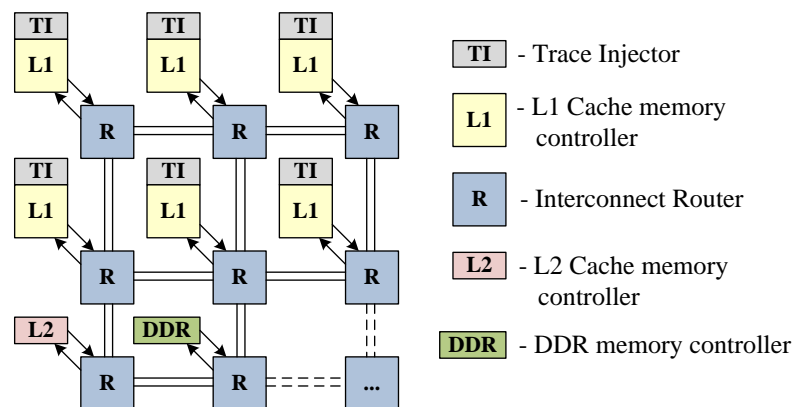 TI TI TI
L1 L1 L1
R R R
TI TI TI
L1 L1 L1
R R R
L2 DDR
R R ...
TI - Trace Injector
L1 - L1 Cache memory
controller
R - Interconnect Router
L2 - L2 Cache memory
controller
DDR - DDR memory controller